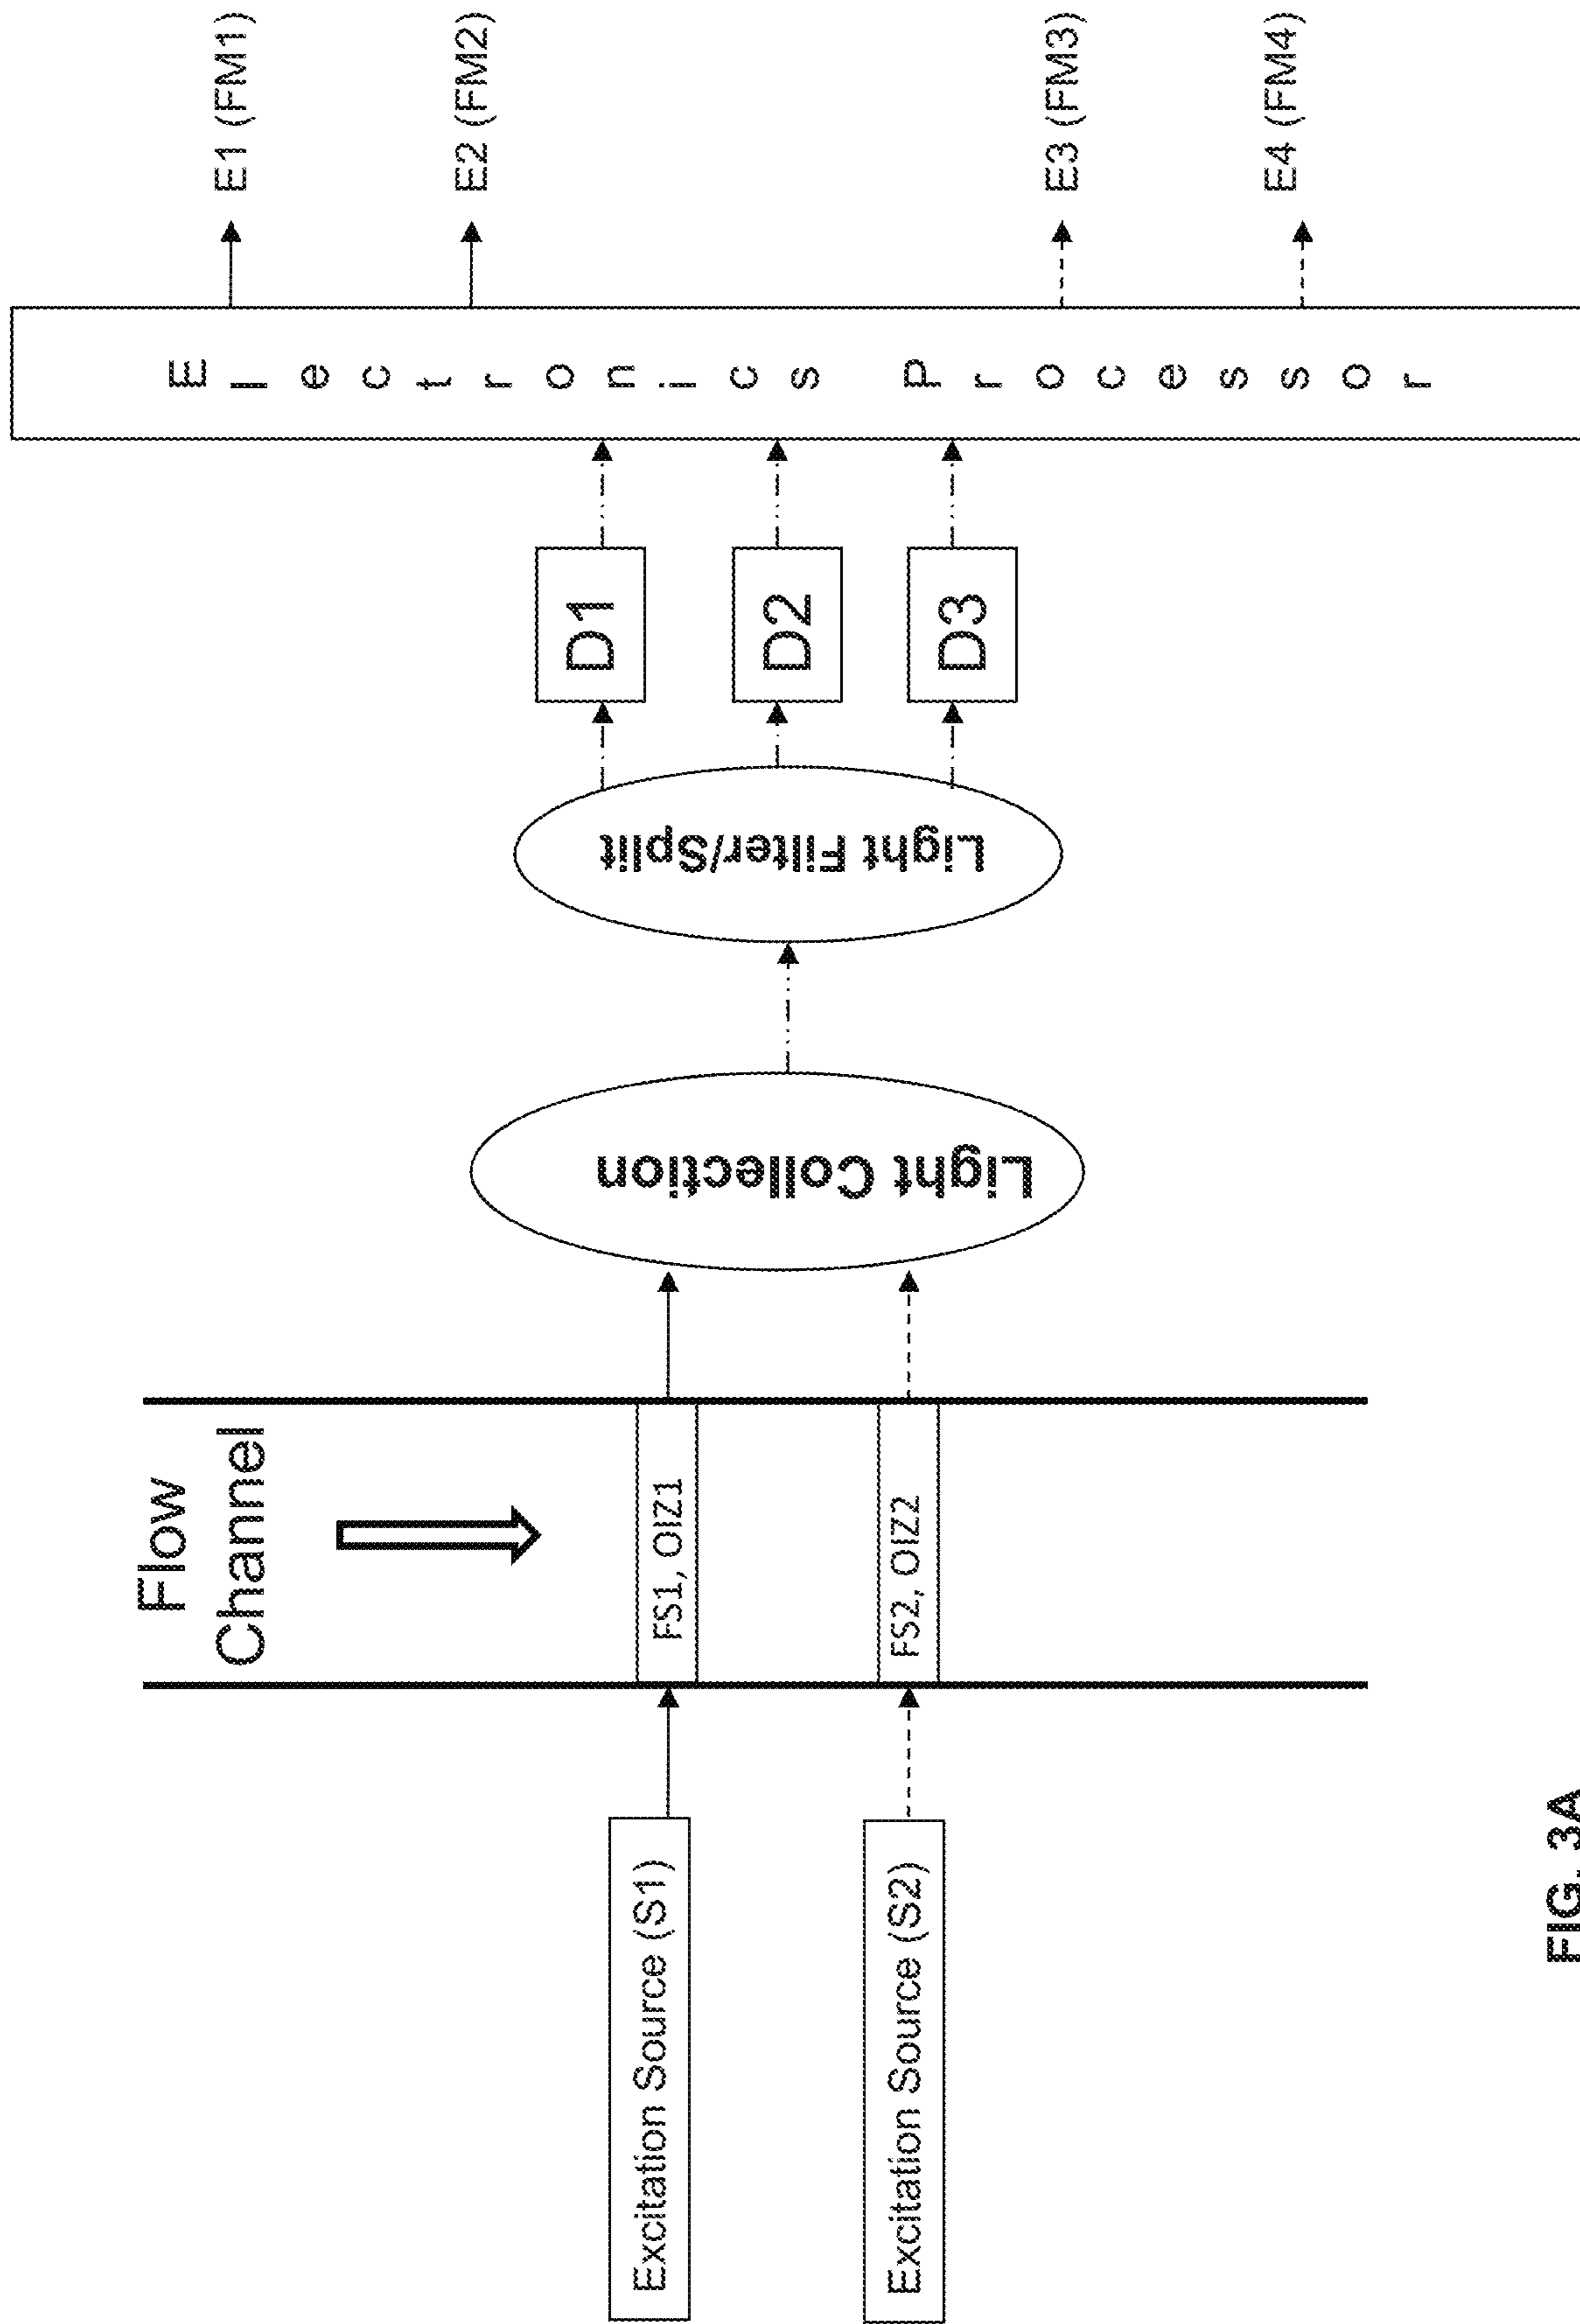 Flow
Channel
Excitation Source (S1)
FS1, OIZ1
Excitation Source (S2)
FS2, OIZ2
Light Collection
Light Filter/Split
D1
D2
D3
Electronics Processor
E1 (FM1)
E2 (FM2)
E3 (FM3)
E4 (FM4)
FIG. 3A